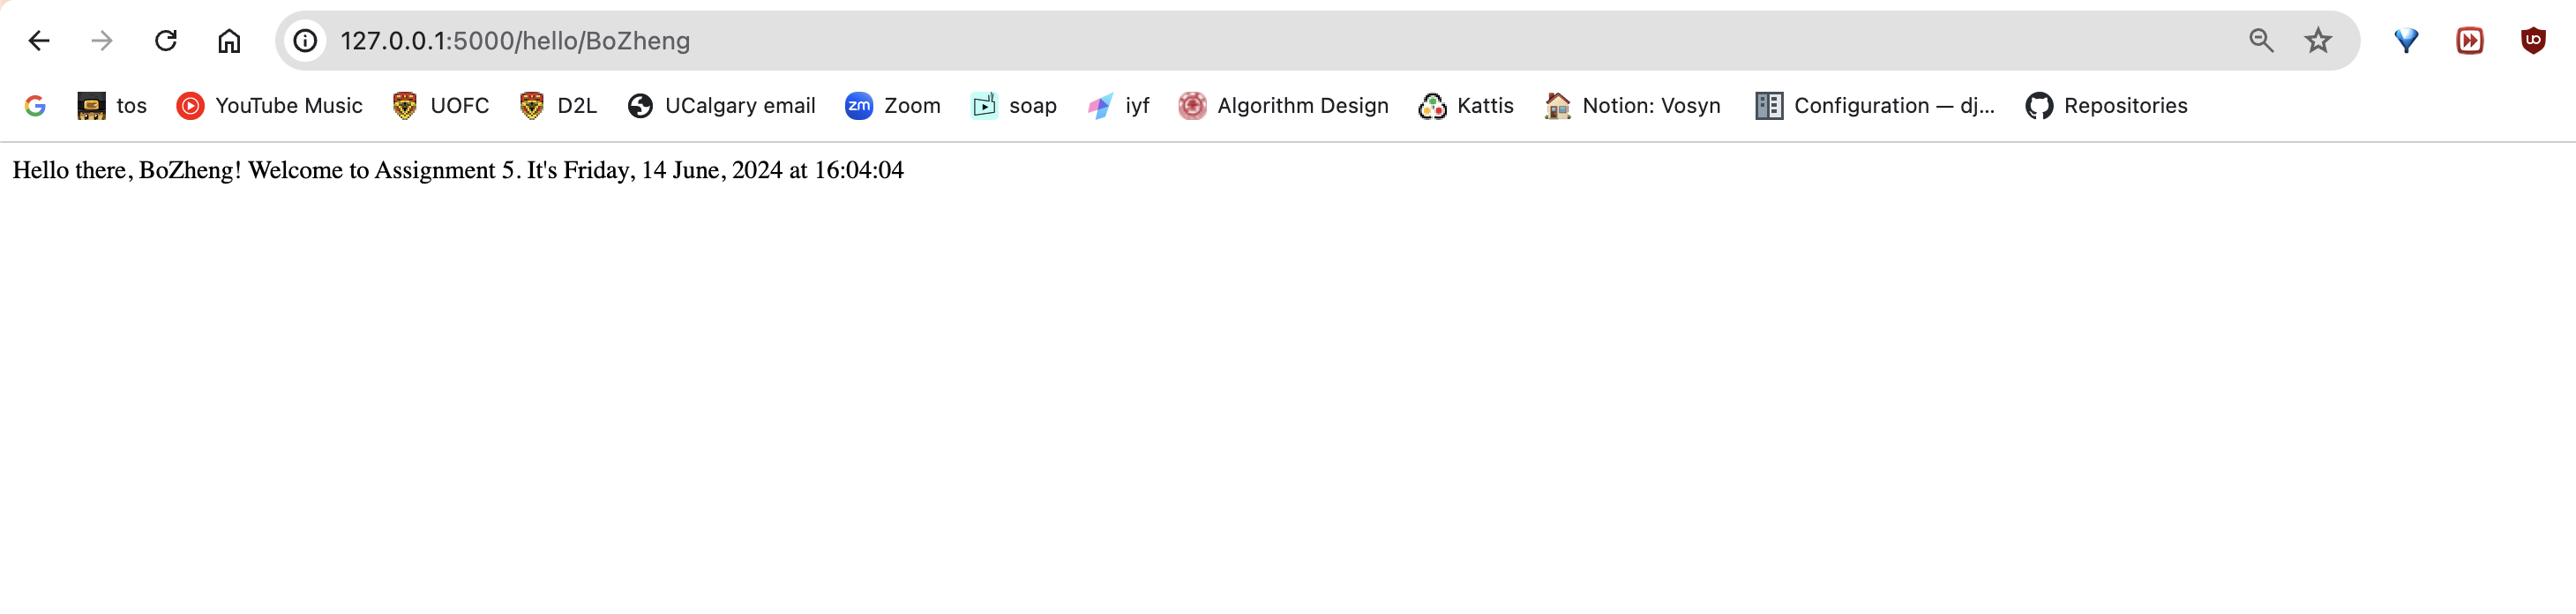 127.0.0.1:5000/hello/BoZheng
tos YouTube Music UOFC D2L UCalgary email zm Zoom soap iyf Algorithm Design Kattis Notion: Vosyn Configuration — dj... Repositories
Hello there, BoZheng! Welcome to Assignment 5. It's Friday, 14 June, 2024 at 16:04:04